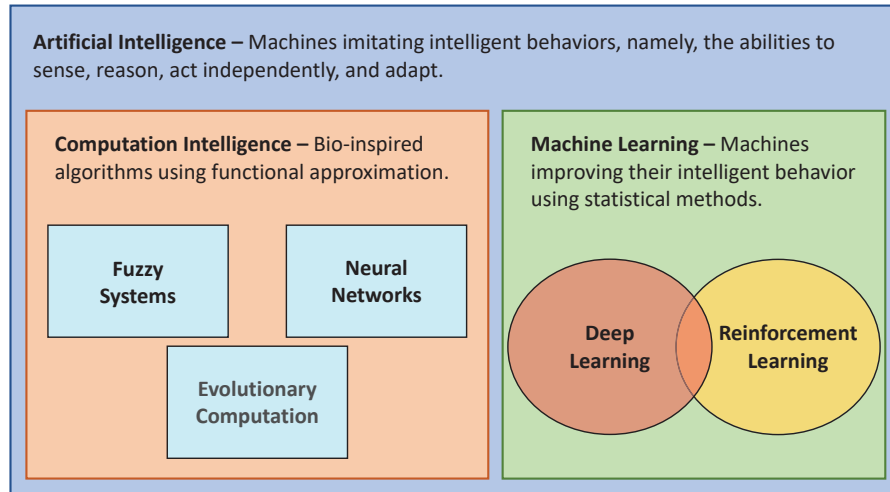 Artificial Intelligence – Machines imitating intelligent behaviors, namely, the abilities to
sense, reason, act independently, and adapt.
Computation Intelligence – Bio-inspired
algorithms using functional approximation.
Fuzzy
Systems
Neural
Networks
Evolutionary
Computation
Machine Learning – Machines
improving their intelligent behavior
using statistical methods.
Deep
Learning
Reinforcement
Learning